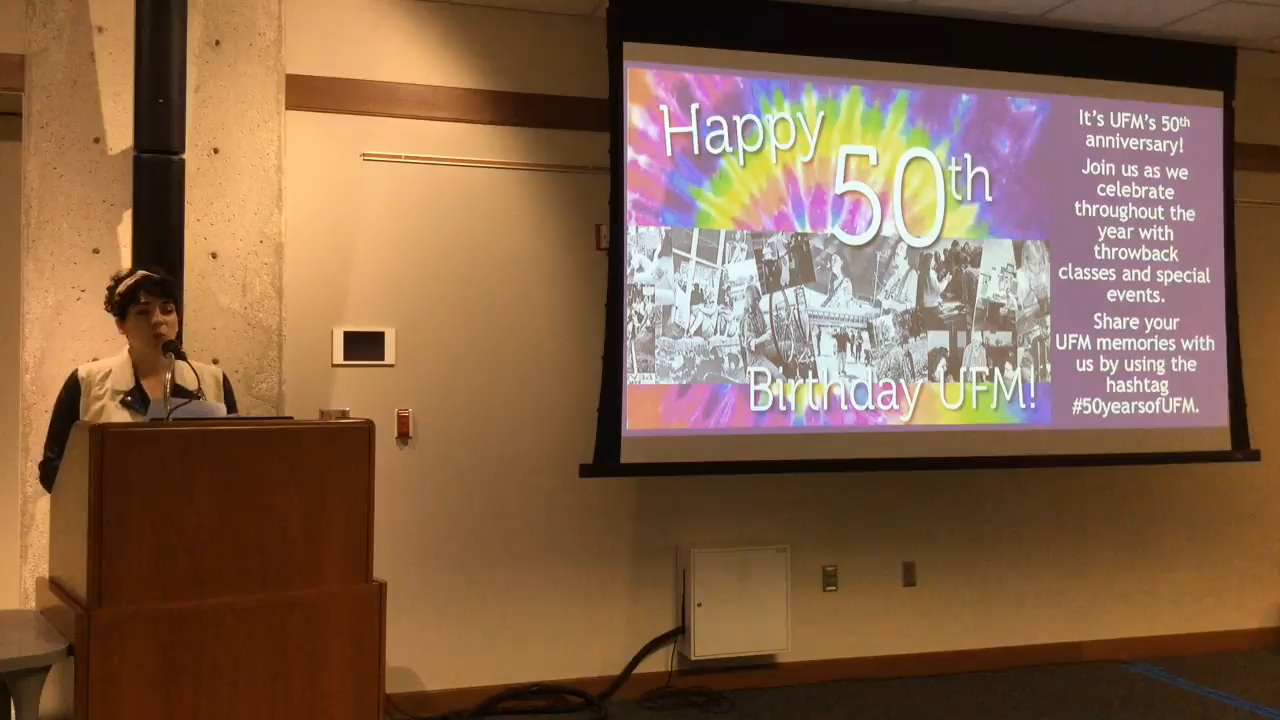 Happy
50th
Birthday UFM!
It's UFM's 50th
anniversary!
Join us as we
celebrate
throughout the
year with
throwback
classes and special
events.
Share your
UFM memories with
us by using the
hashtag
#50yearsofUFM.